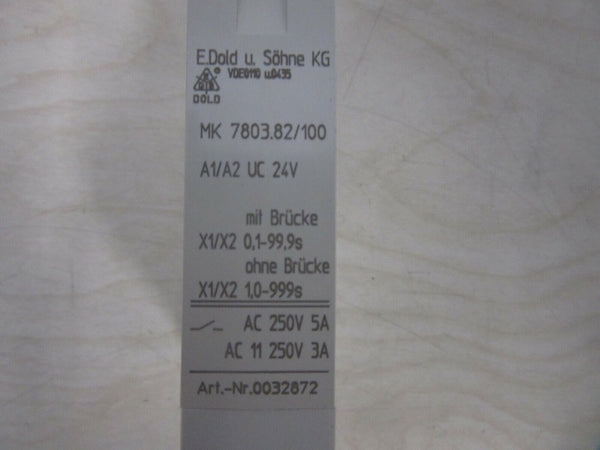 E.Dold u. Söhne KG
VDE0110 u.0435
DOLD
MK 7803.82/100
A1/A2 UC 24V
mit Brücke
X1/X2 0,1-99,9s
ohne Brücke
X1/X2 1,0-999s
AC 250V 5A
AC 11 250V 3A
Art.-Nr.0032872